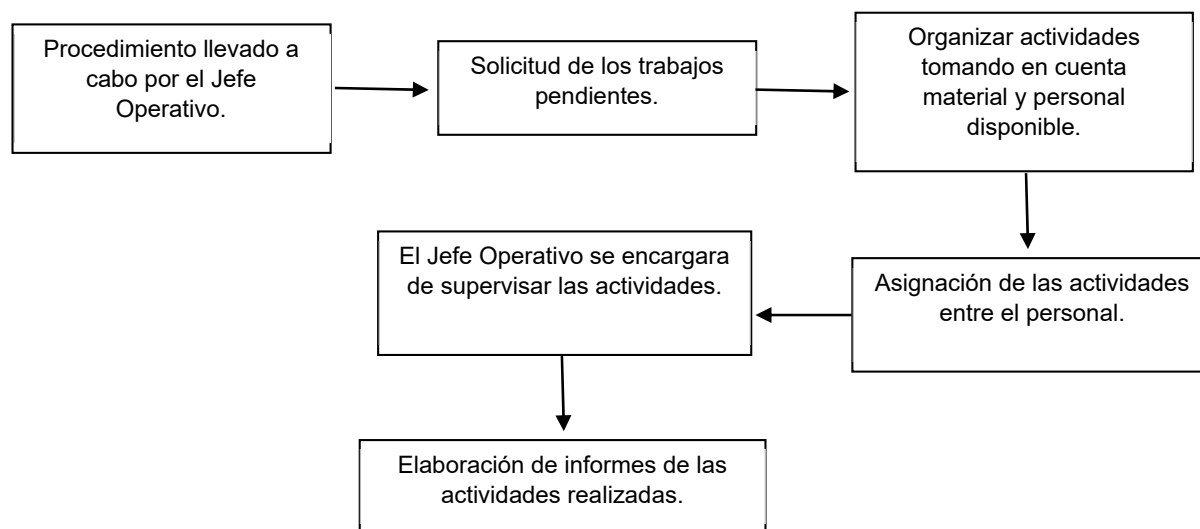 Procedimiento llevado a
cabo por el Jefe
Operativo.
Solicitud de los trabajos
pendientes.
Organizar actividades
tomando en cuenta
material y personal
disponible.
Asignación de las actividades
entre el personal.
El Jefe Operativo se encargara
de supervisar las actividades.
Elaboración de informes de las
actividades realizadas.